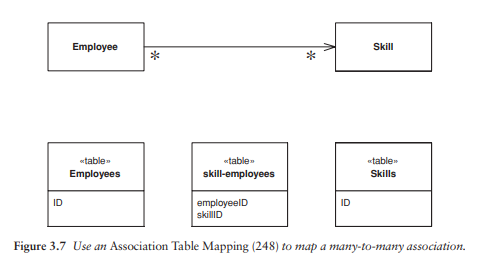 Employee
Skill
*
*
«table»
Employees
ID
«table»
skill-employees
employeeID
skillID
«table»
Skills
ID
Figure 3.7 Use an Association Table Mapping (248) to map a many-to-many association.